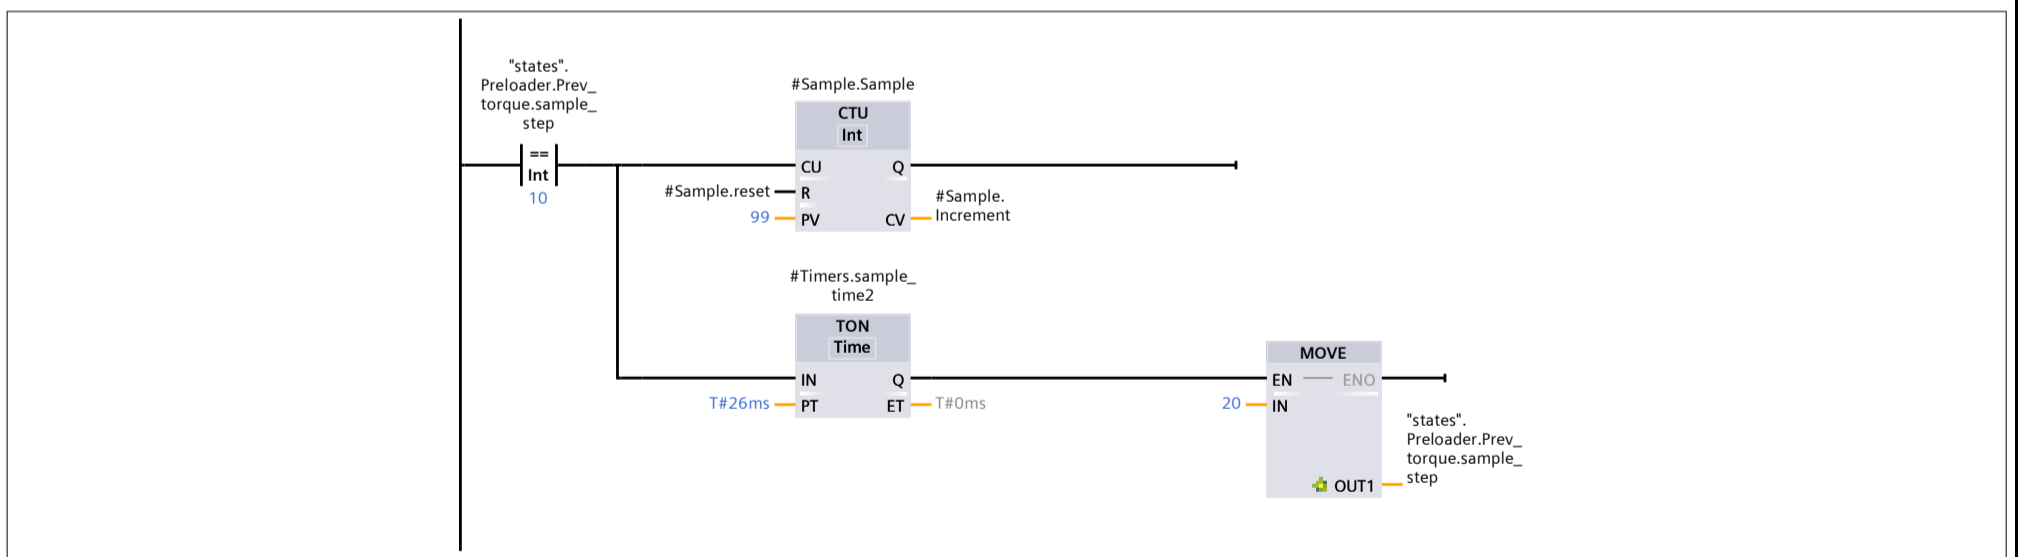 "states".
Preloader.Prev_
torque.sample_
step
==
Int
10
#Sample.Sample
CTU
Int
CU Q
#Sample.reset R
#Sample.
Increment
99 PV CV
#Timers.sample_
time2
TON
Time
IN Q
T#26ms PT ET T#0ms
MOVE
EN ENO
20 IN
"states".
Preloader.Prev_
torque.sample_
step
OUT1